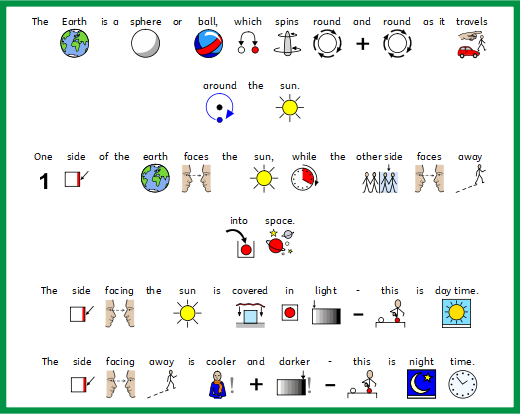 The Earth is a sphere or ball, which spins round and round as it travels
around the sun.
One side of the earth faces the sun, while the other side faces away
into space.
The side facing the sun is covered in light - this is day time.
The side facing away is cooler and darker - this is night time.